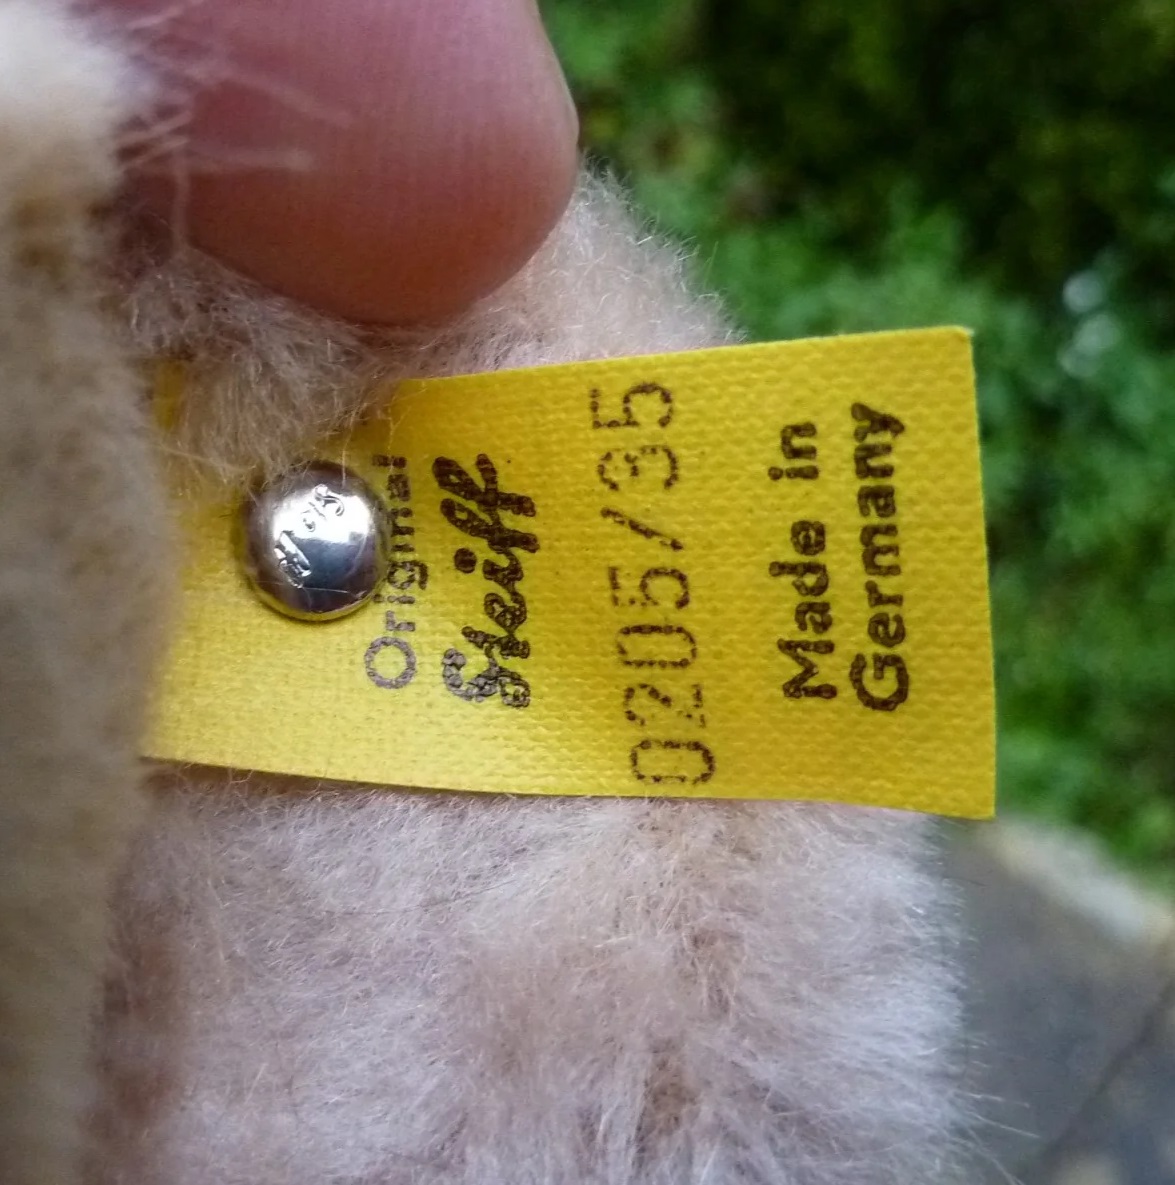 Original
Steiff
0205/35
Made in
Germany